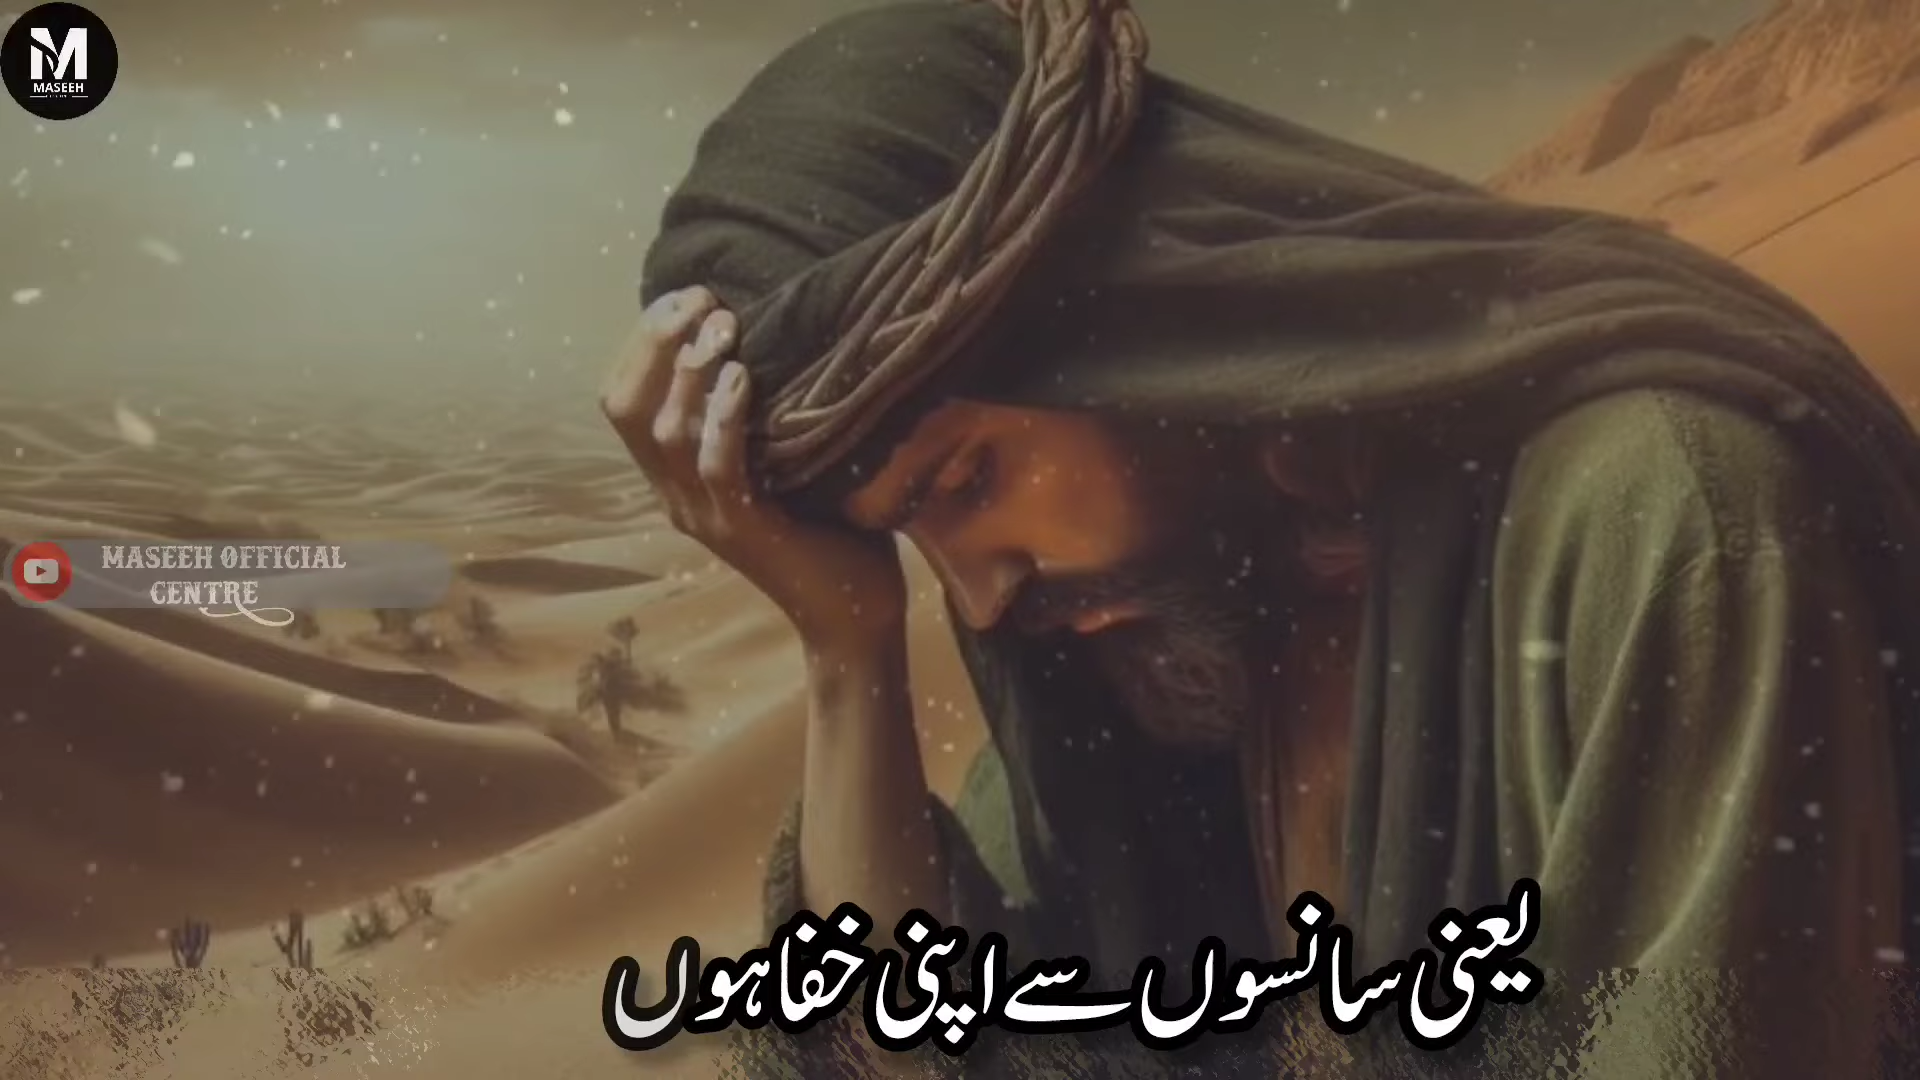 M
MASEEH
MASEEH OFFICIAL
CENTRE
یعنی سانسوں سے اپنی خفا ہوں